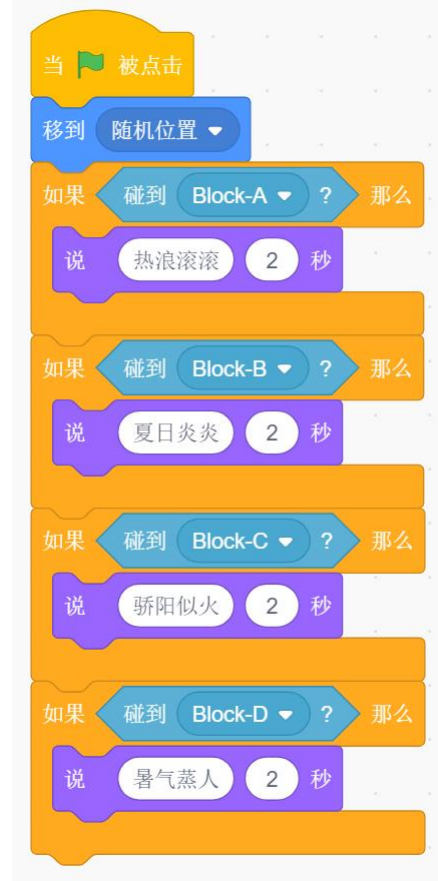 当 被点击
移到 随机位置
如果 碰到 Block-A ? 那么
说 热浪滚滚 2 秒
如果 碰到 Block-B ? 那么
说 夏日炎炎 2 秒
如果 碰到 Block-C ? 那么
说 骄阳似火 2 秒
如果 碰到 Block-D ? 那么
说 暑气蒸人 2 秒